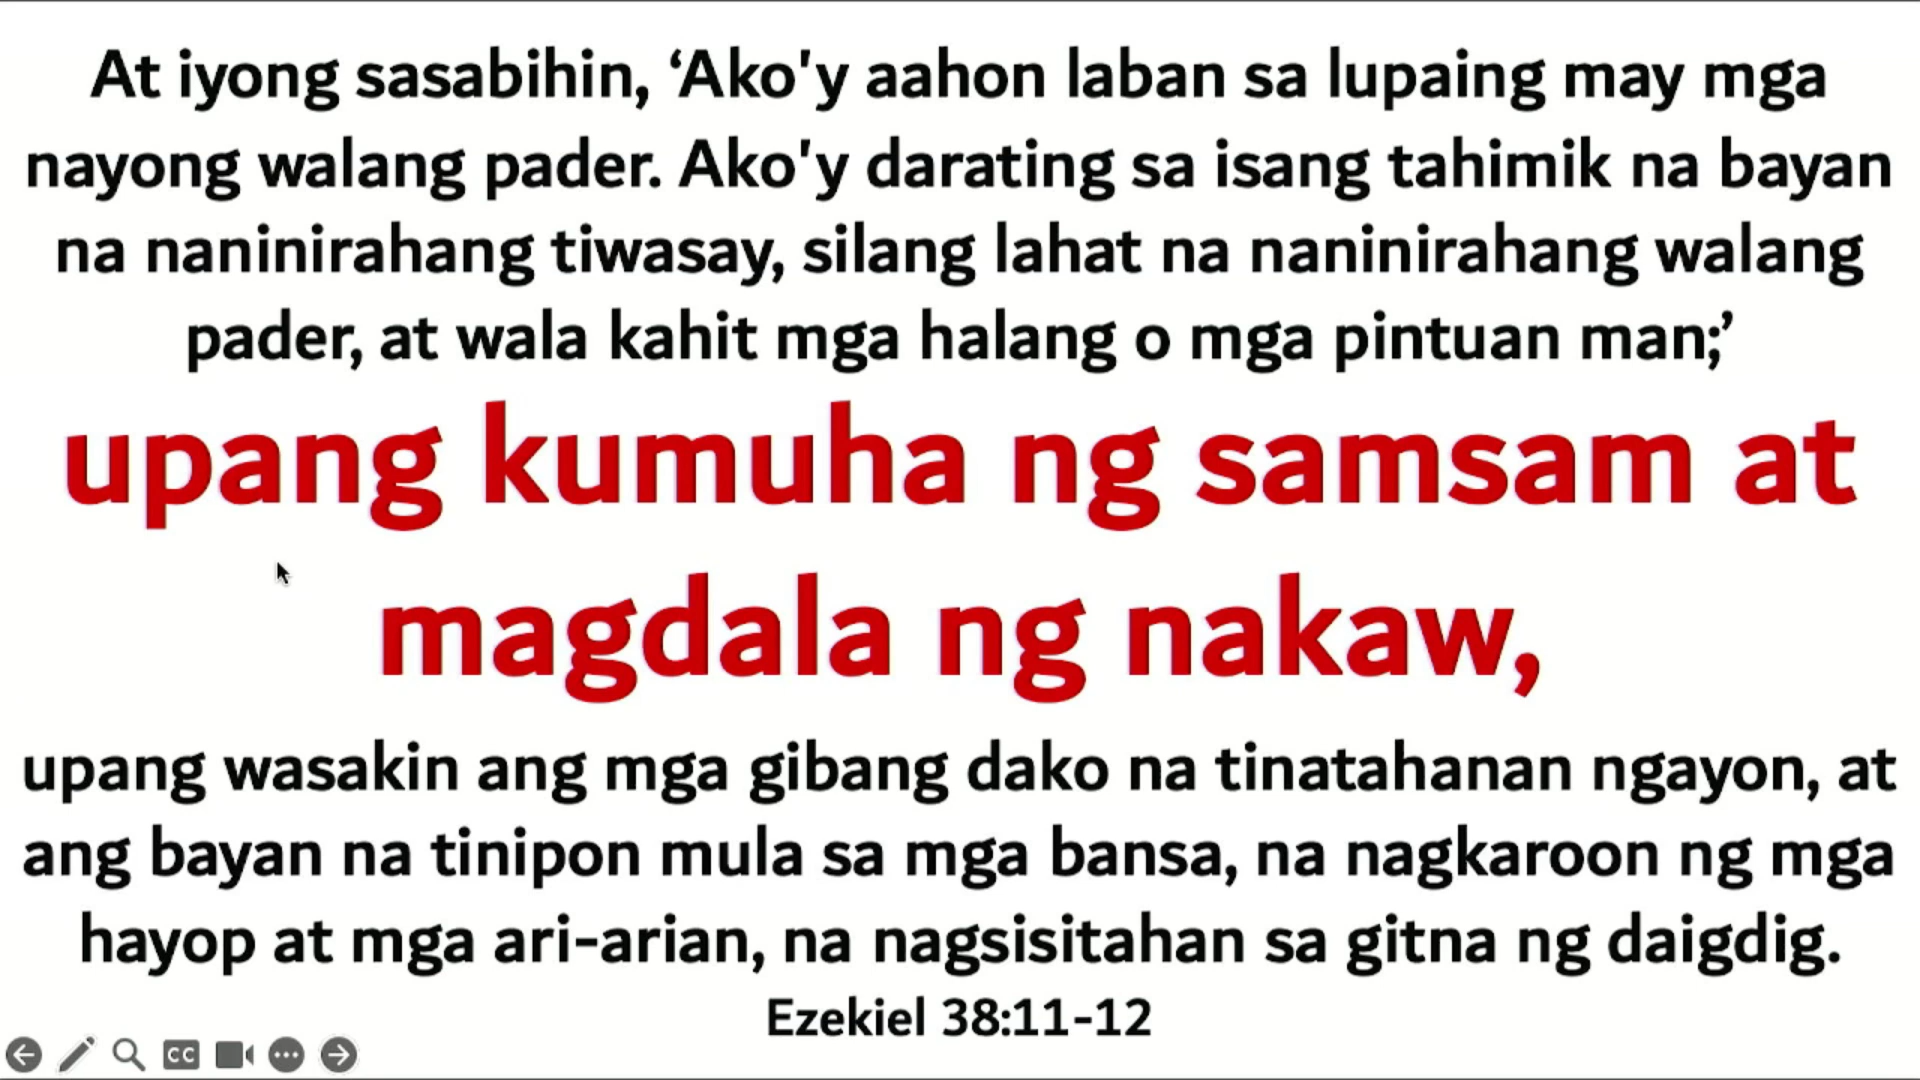 At iyong sasabihin, ‘Ako'y aahon laban sa lupaing may mga
nayong walang pader. Ako'y darating sa isang tahimik na bayan
na naninirahang tiwasay, silang lahat na naninirahang walang
pader, at wala kahit mga halang o mga pintuan man;’
upang kumuha ng samsam at
magdala ng nakaw,
upang wasakin ang mga gibang dako na tinatahanan ngayon, at
ang bayan na tinipon mula sa mga bansa, na nagkaroon ng mga
hayop at mga ari-arian, na nagsisitahan sa gitna ng daigdig.
Ezekiel 38:11-12
CC